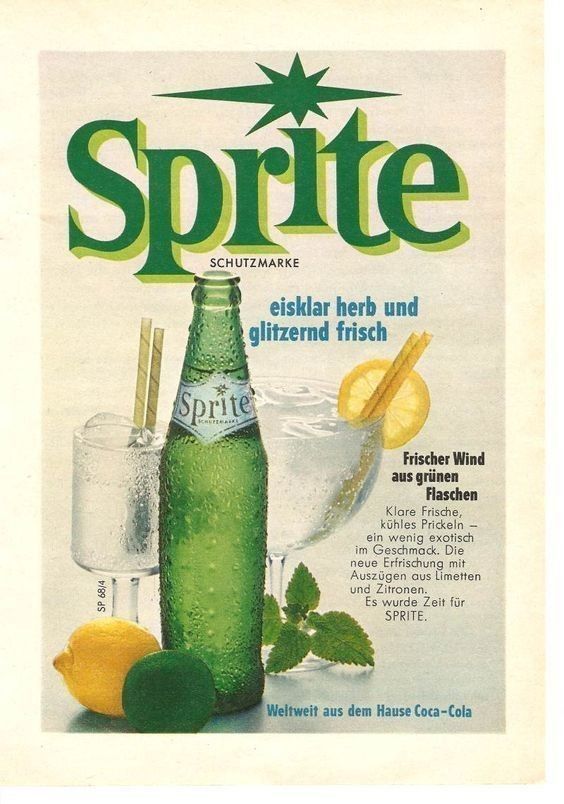 Sprite
SCHUTZMARKE
eisklar herb und
glitzernd frisch
Sprite
SCHUTZMARKE
Frischer Wind
aus grünen
Flaschen
Klare Frische,
kühles Prickeln –
ein wenig exotisch
im Geschmack. Die
neue Erfrischung mit
Auszügen aus Limetten
und Zitronen.
Es wurde Zeit für
SPRITE.
SP 68/4
Weltweit aus dem Hause Coca-Cola